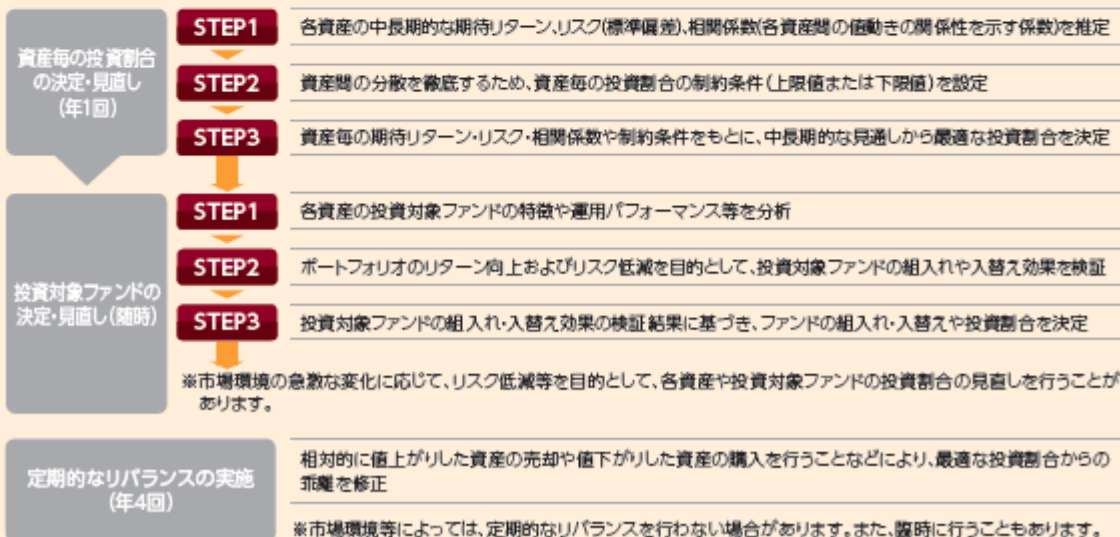 資産毎の投資割合
の決定・見直し
(年1回)
STEP1
各資産の中長期的な期待リターン、リスク(標準偏差)、相関係数(各資産間の値動きの関係性を示す係数)を推定
STEP2
資産間の分散を徹底するため、資産毎の投資割合の制約条件(上限値または下限値)を設定
STEP3
資産毎の期待リターン・リスク・相関係数や制約条件をもとに、中長期的な見通しから最適な投資割合を決定
投資対象ファンドの
決定・見直し(随時)
STEP1
各資産の投資対象ファンドの特徴や運用パフォーマンス等を分析
STEP2
ポートフォリオのリターン向上およびリスク低減を目的として、投資対象ファンドの組入れや入替え効果を検証
STEP3
投資対象ファンドの組入れ・入替え効果の検証結果に基づき、ファンドの組入れ・入替えや投資割合を決定
※市場環境の急激な変化に応じて、リスク低減等を目的として、各資産や投資対象ファンドの投資割合の見直しを行うことが
あります。
定期的なリバランスの実施
(年4回)
相対的に値上がりした資産の売却や値下がりした資産の購入を行うことなどにより、最適な投資割合からの
乖離を修正
※市場環境等によっては、定期的なリバランスを行わない場合があります。また、臨時に行うこともあります。